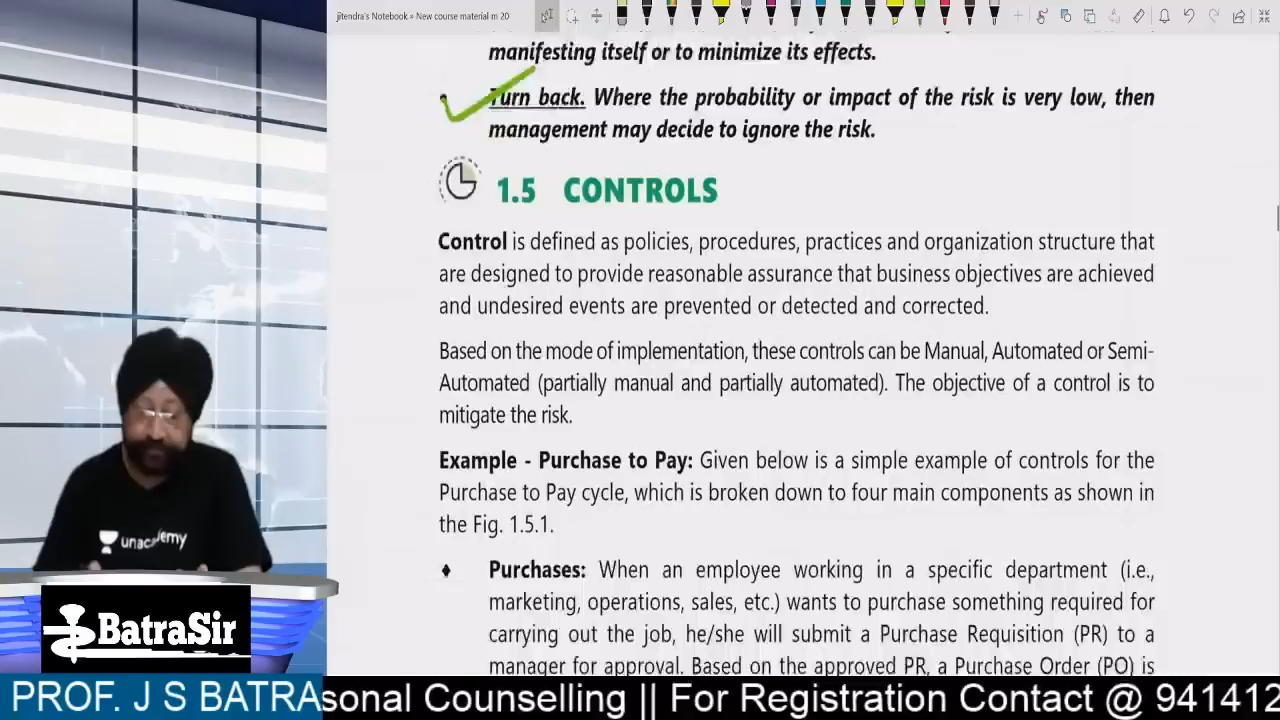 jitendra's Notebook » New course material m 20
manifesting itself or to minimize its effects.
Turn back. Where the probability or impact of the risk is very low, then
management may decide to ignore the risk.
1.5 CONTROLS
Control is defined as policies, procedures, practices and organization structure that
are designed to provide reasonable assurance that business objectives are achieved
and undesired events are prevented or detected and corrected.
Based on the mode of implementation, these controls can be Manual, Automated or Semi-
Automated (partially manual and partially automated). The objective of a control is to
mitigate the risk.
Example - Purchase to Pay: Given below is a simple example of controls for the
Purchase to Pay cycle, which is broken down to four main components as shown in
the Fig. 1.5.1.
♦ Purchases: When an employee working in a specific department (i.e.,
marketing, operations, sales, etc.) wants to purchase something required for
carrying out the job, he/she will submit a Purchase Requisition (PR) to a
manager for approval. Based on the approved PR, a Purchase Order (PO) is
unacademy
BatraSir
PROF. J S BATRA
sonal Counselling || For Registration Contact @ 941412